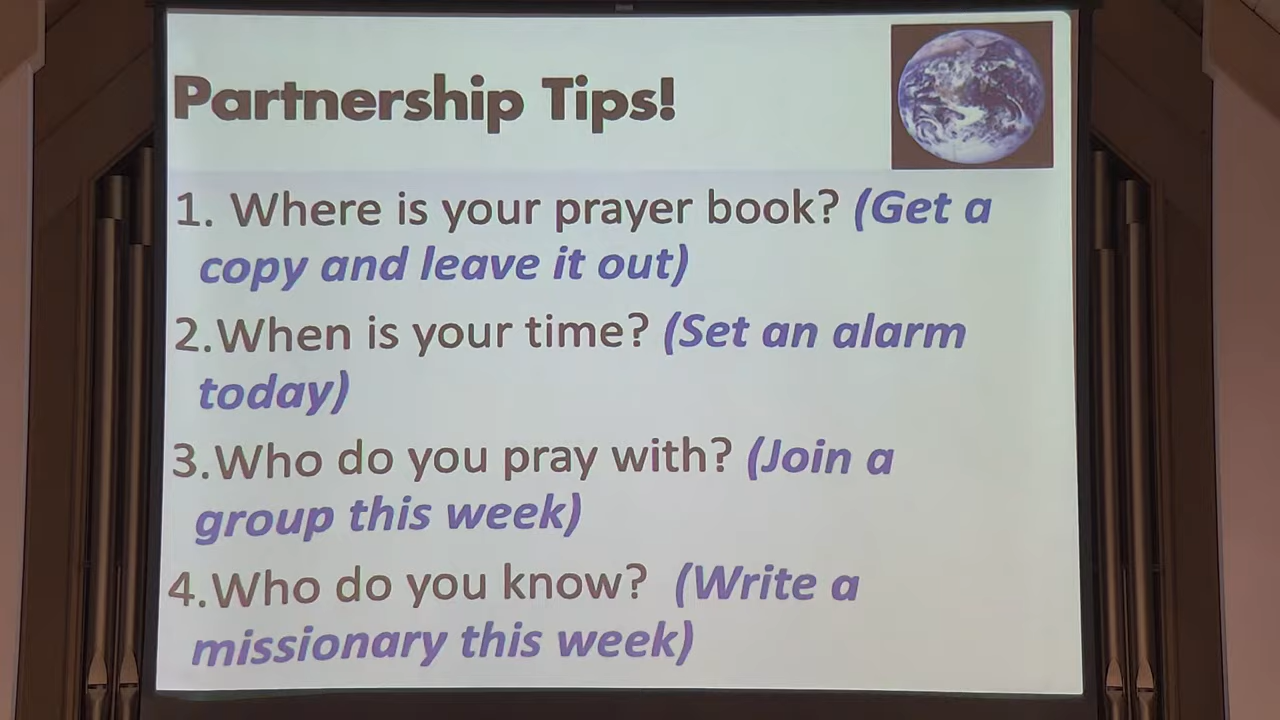 Partnership Tips!
1. Where is your prayer book? (Get a
copy and leave it out)
2.When is your time? (Set an alarm
today)
3.Who do you pray with? (Join a
group this week)
4.Who do you know?  (Write a
missionary this week)